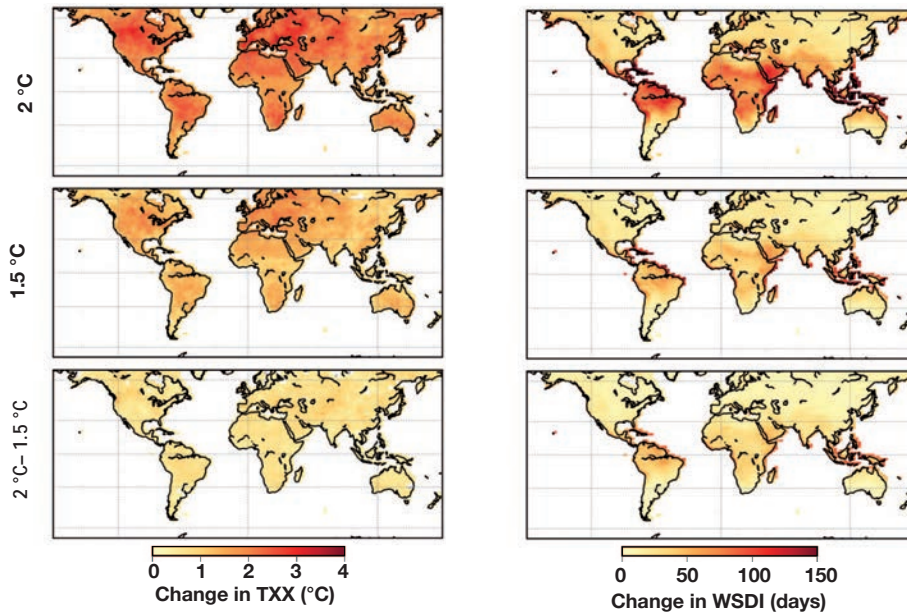 2 °C
1.5 °C
2 °C– 1.5 °C
0 1 2 3 4
Change in TXX (°C)
0 50 100 150
Change in WSDI (days)